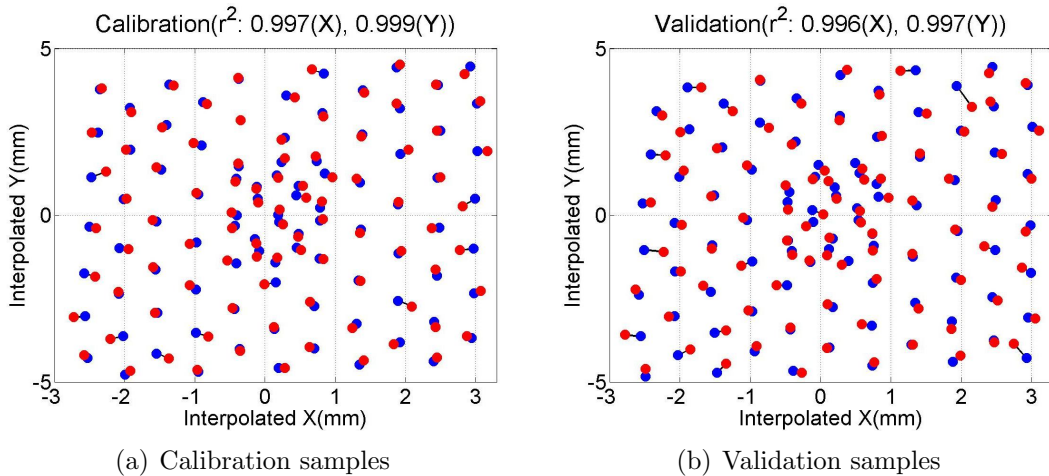 Calibration(r²: 0.997(X), 0.999(Y))
5
0
-5
Interpolated Y(mm)
-3 -2 -1 0 1 2 3
Interpolated X(mm)
(a) Calibration samples
Validation(r²: 0.996(X), 0.997(Y))
5
0
-5
Interpolated Y(mm)
-3 -2 -1 0 1 2 3
Interpolated X(mm)
(b) Validation samples